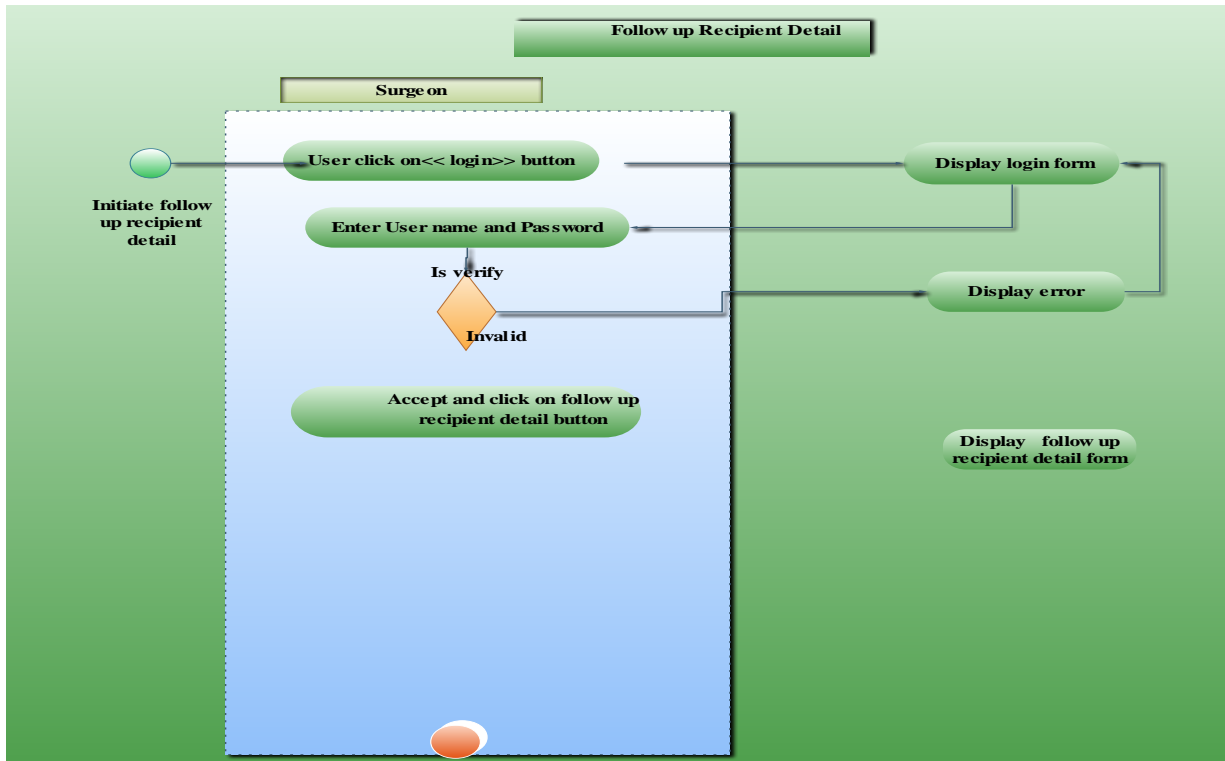 Follow up Recipient Detail
Surgeon
User click on<< login>> button
Display login form
Initiate follow
up recipient
detail
Enter User name and Password
Is verify
Display error
Invalid
Accept and click on follow up
recipient detail button
Display follow up
recipient detail form